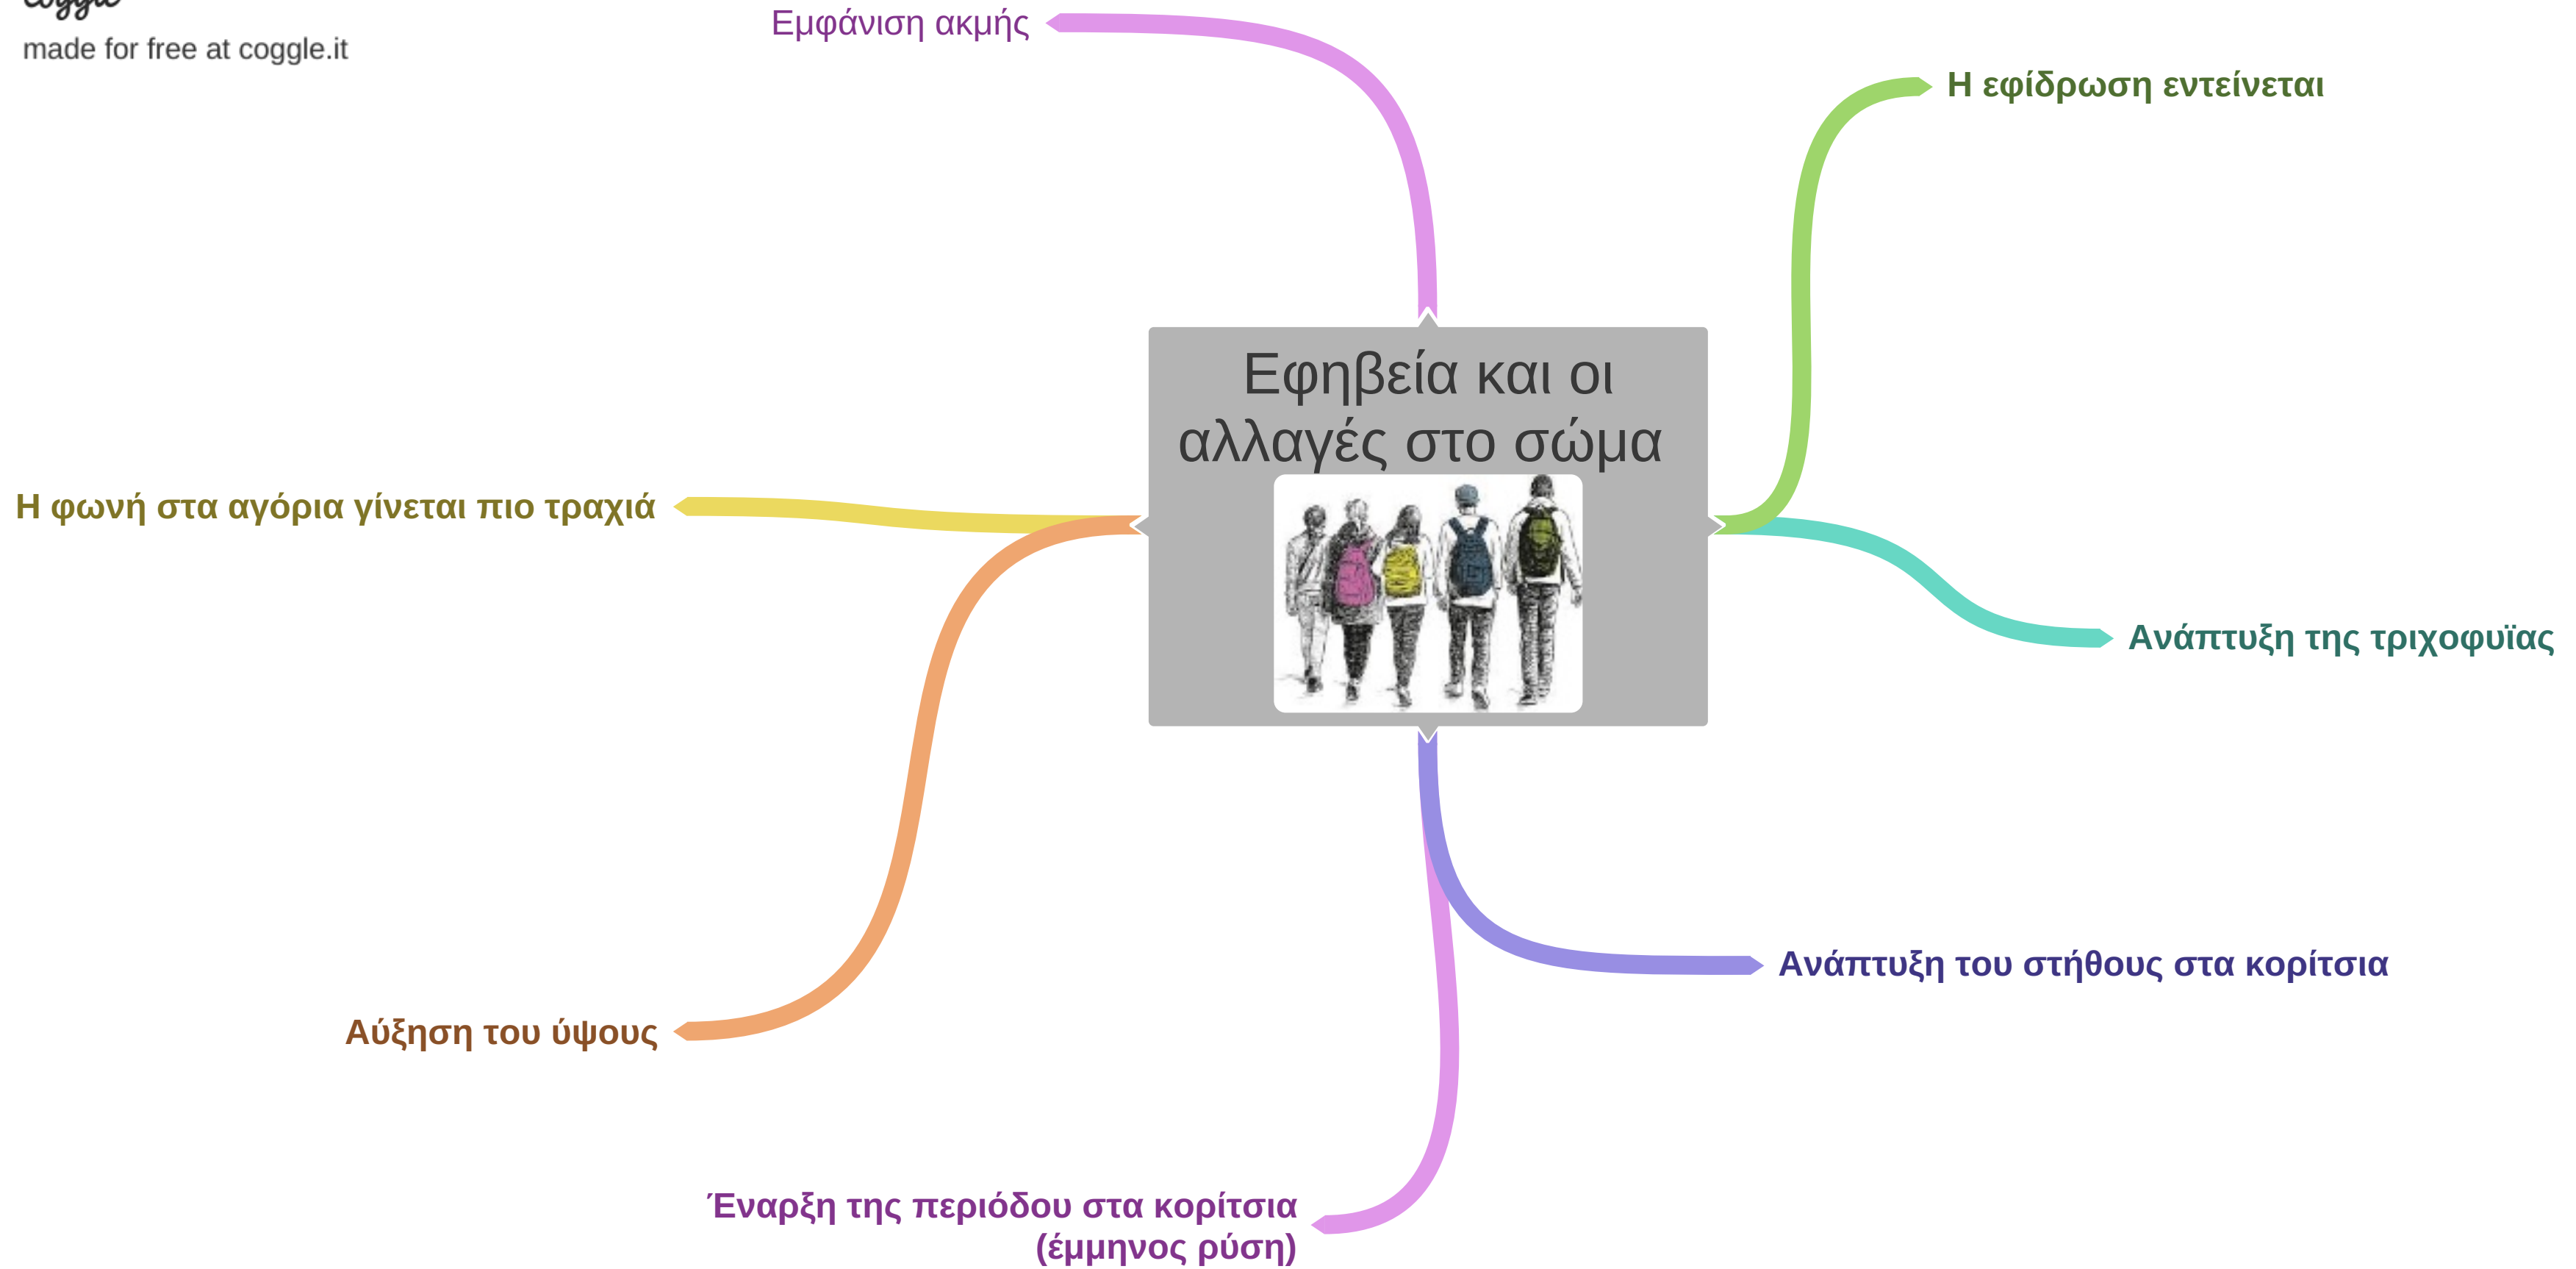 made for free at coggle.it
Εμφάνιση ακμής
Η εφίδρωση εντείνεται
Εφηβεία και οι
αλλαγές στο σώμα
Η φωνή στα αγόρια γίνεται πιο τραχιά
Ανάπτυξη της τριχοφυϊας
Ανάπτυξη του στήθους στα κορίτσια
Αύξηση του ύψους
Έναρξη της περιόδου στα κορίτσια
(έμμηνος ρύση)